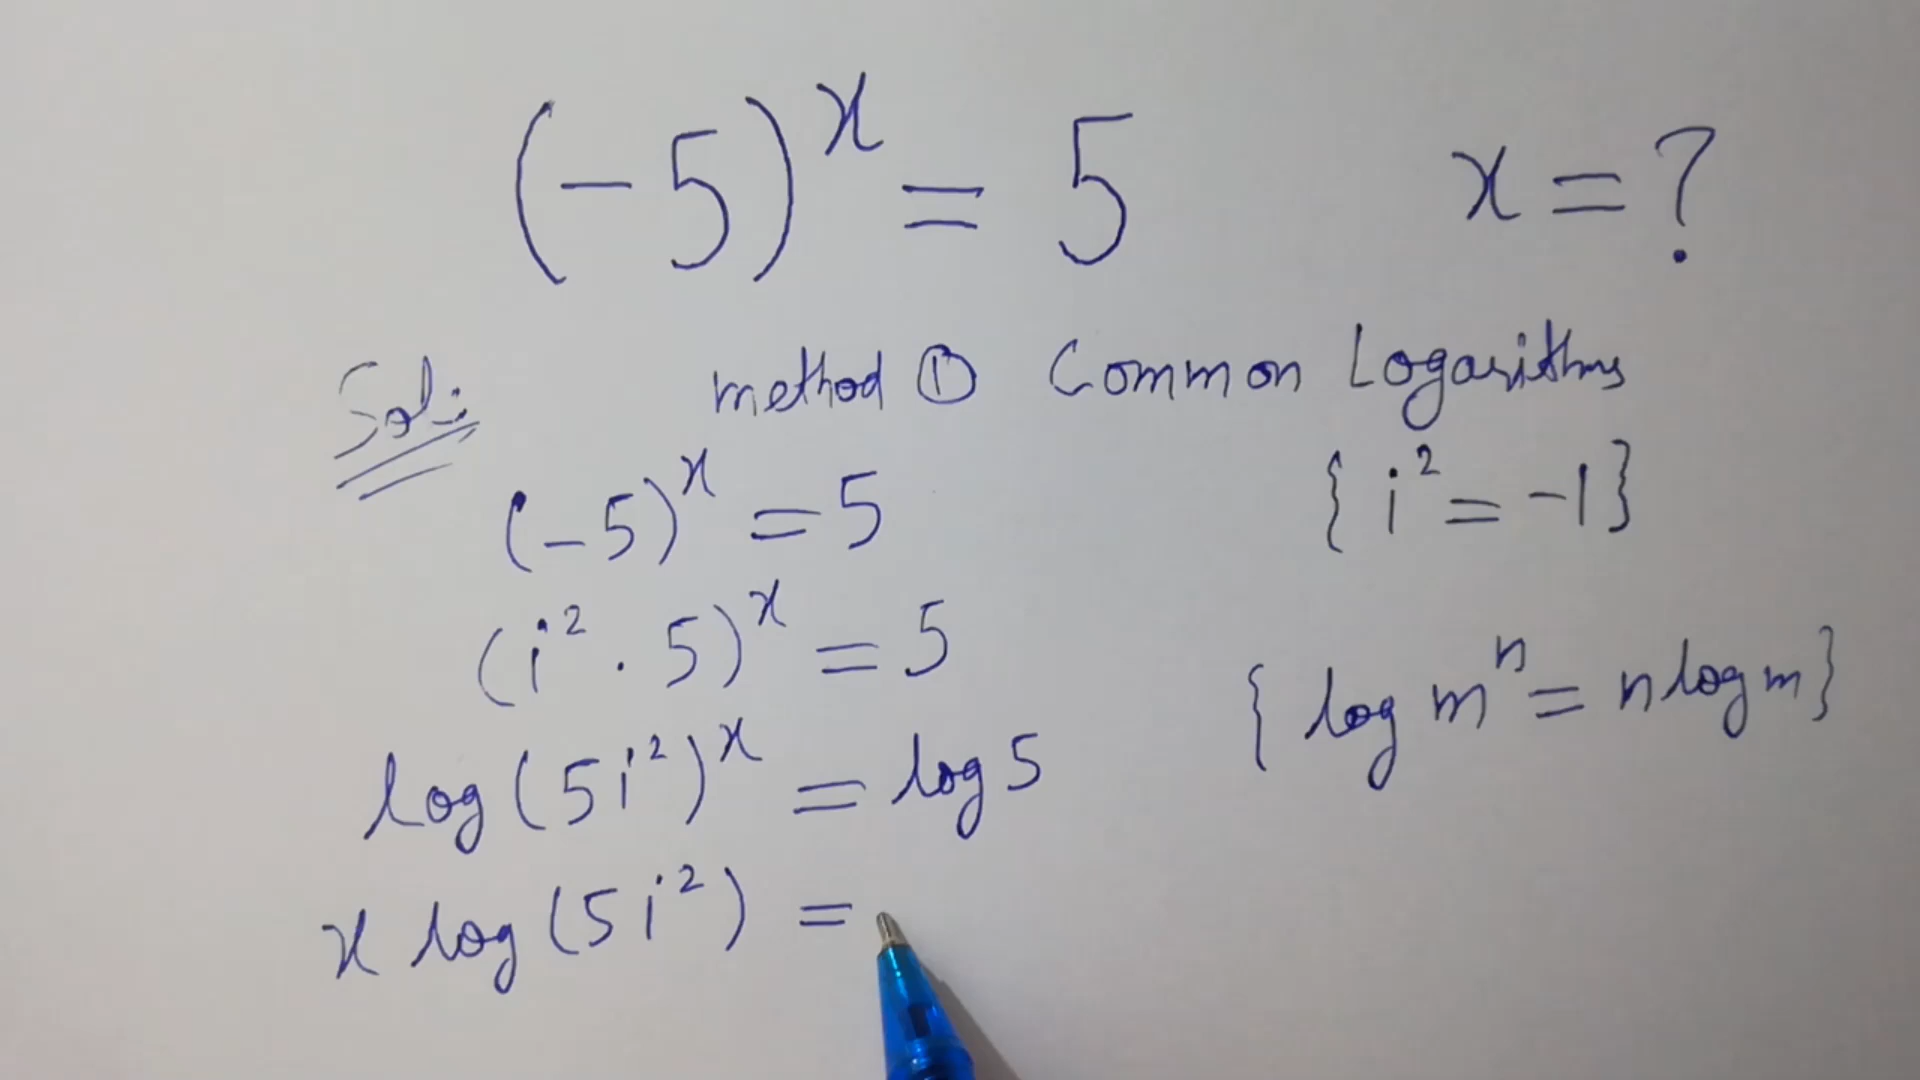 (-5)^x = 5 x = ?
Sol: method ① Common Logarithms
(-5)^x = 5 { i² = -1 }
(i² . 5)^x = 5
{ log m^n = n log m }
log (5i²)^x = log 5
x log (5i²) =